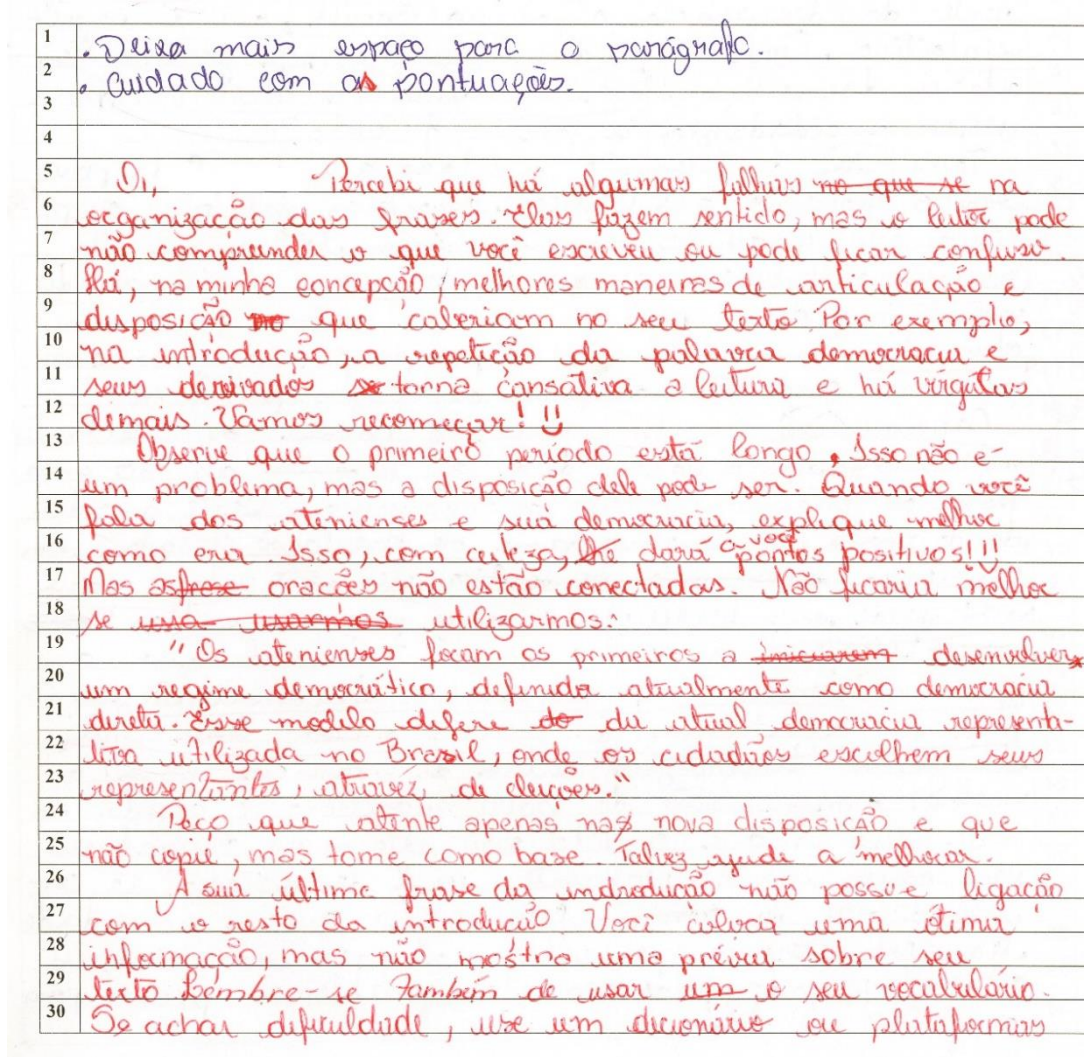 1 . Deixa mais espaço para o parágrafo.
2 . cuidado com as pontuações.
3
4
5 Oi, Percebi que há algumas falhas no que se na
6 organização das frases. Elas fazem sentido, mas o leitor pode
7 não compreender o que você escreveu ou pode ficar confuso.
8 Há, na minha concepção, melhores maneiras de articulação e
9 disposição no que caberiam no seu texto. Por exemplo,
10 na introdução, a repetição da palavra democracia e
11 seus derivados se torna cansativa a leitura e há vírgulas
12 demais. Vamos recomeçar! !!
13 Observe que o primeiro período está longo. Isso não é
14 um problema, mas a disposição dele pode ser. Quando você
15 fala dos atenienses e sua democracia, explique melhor
16 como era. Isso, com certeza, lhe dará a você pontos positivos!!!
17 Mas as frase orações não estão conectadas. Não ficaria melhor
18 se usa usarmos utilizarmos:
19 "Os atenienses foram os primeiros a iniciarem desenvolver
20 um regime democrático, definida atualmente como democracia
21 direta. Esse modelo difere do da atual democracia representa-
22 tiva utilizada no Brasil, onde os cidadãos escolhem seus
23 representantes, atravéz de eleições."
24 Peço que atente apenas na nova disposição e que
25 não copie, mas tome como base. Talvez ajude a melhorar.
26 A sua última frase da indrodução não possue ligação
27 com o resto da introdução. Você coloca uma ótima
28 informação, mas não mostra uma prévia sobre seu
29 texto. Lembre-se também de usar um o seu vocabulário.
30 Se achar dificuldade, use um dicionário ou plataformas